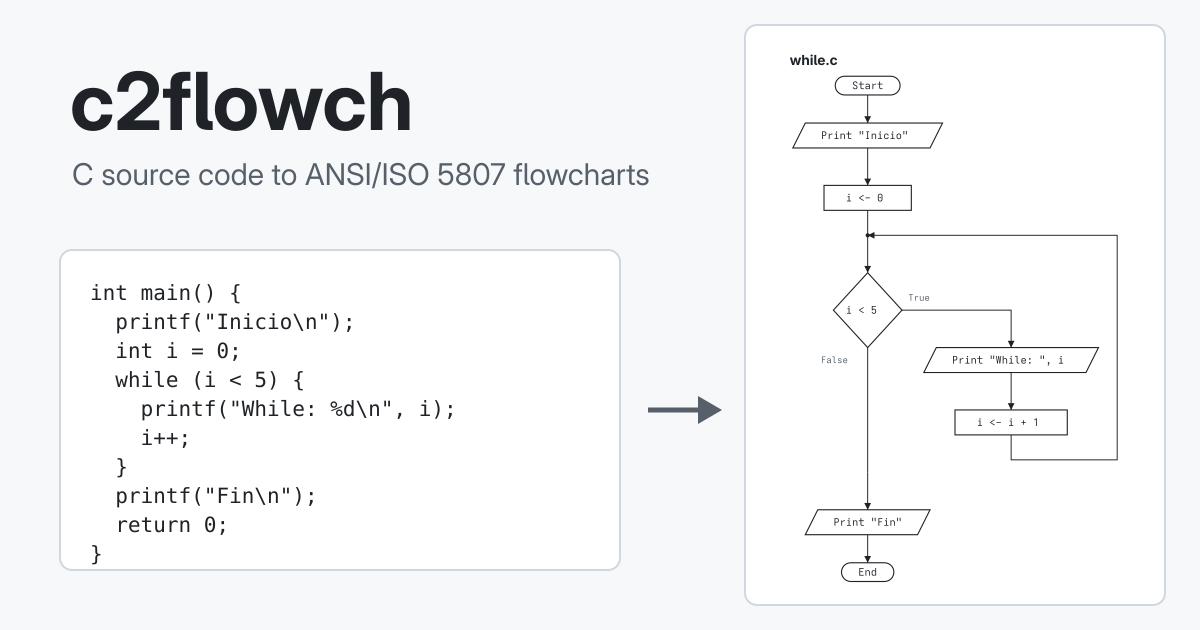 c2flowch
C source code to ANSI/ISO 5807 flowcharts
int main() {
  printf("Inicio\n");
  int i = 0;
  while (i < 5) {
    printf("While: %d\n", i);
    i++;
  }
  printf("Fin\n");
  return 0;
}
while.c
Start
Print "Inicio"
i <- 0
i < 5
True
False
Print "While: ", i
i <- i + 1
Print "Fin"
End